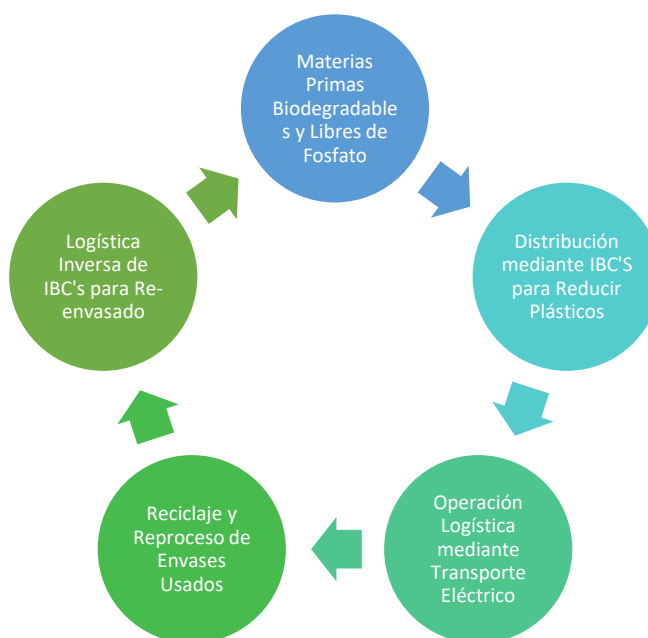 Materias
Primas
Biodegradable
s y Libres de
Fosfato
Distribución
mediante IBC'S
para Reducir
Plásticos
Operación
Logística
mediante
Transporte
Eléctrico
Reciclaje y
Reproceso de
Envases
Usados
Logística
Inversa de
IBC's para Re-
envasado